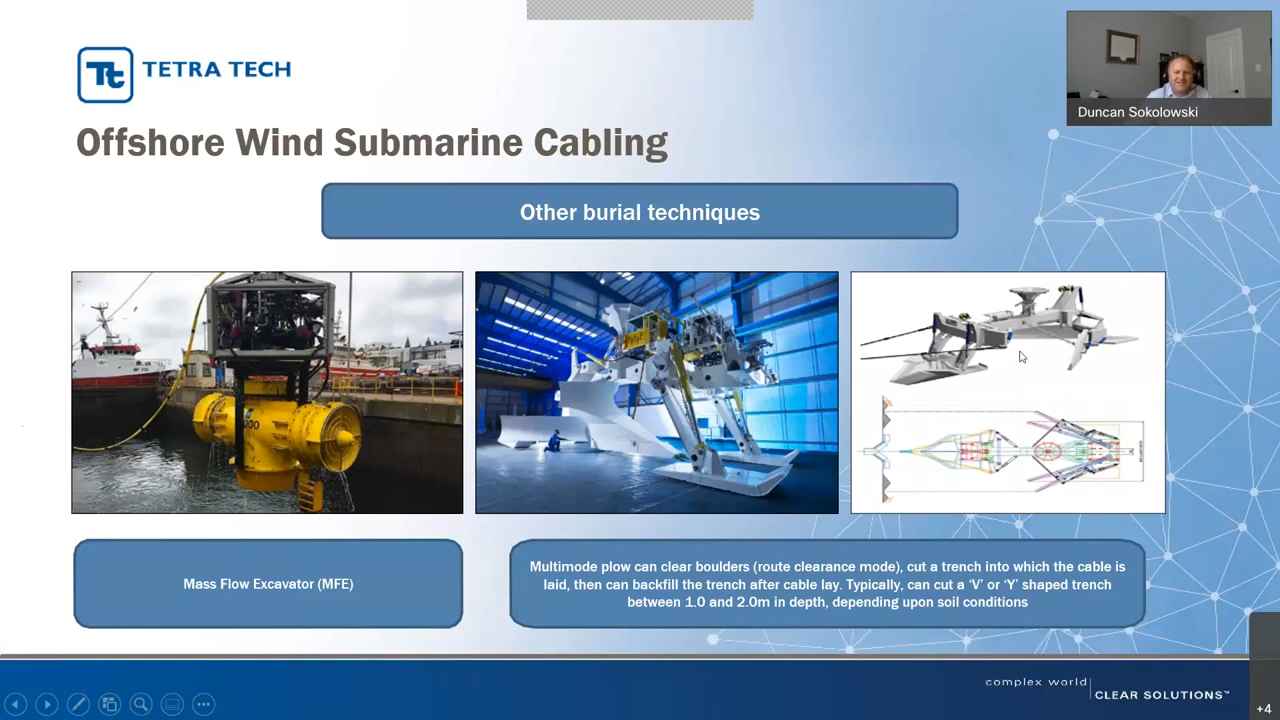 Tt TETRA TECH
Duncan Sokolowski
Offshore Wind Submarine Cabling
Other burial techniques
Mass Flow Excavator (MFE)
Multimode plow can clear boulders (route clearance mode), cut a trench into which the cable is
laid, then can backfill the trench after cable lay. Typically, can cut a ‘V’ or ‘Y’ shaped trench
between 1.0 and 2.0m in depth, depending upon soil conditions
complex world
CLEAR SOLUTIONS™
+4